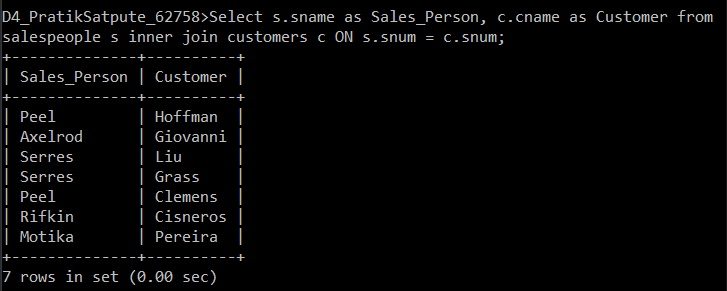 D4_PratikSatpute_62758>Select s.sname as Sales_Person, c.cname as Customer from
salespeople s inner join customers c ON s.snum = c.snum;
+--------------+----------+
| Sales_Person | Customer |
+--------------+----------+
| Peel         | Hoffman  |
| Axelrod      | Giovanni |
| Serres       | Liu      |
| Serres       | Grass    |
| Peel         | Clemens  |
| Rifkin       | Cisneros |
| Motika       | Pereira  |
+--------------+----------+
7 rows in set (0.00 sec)